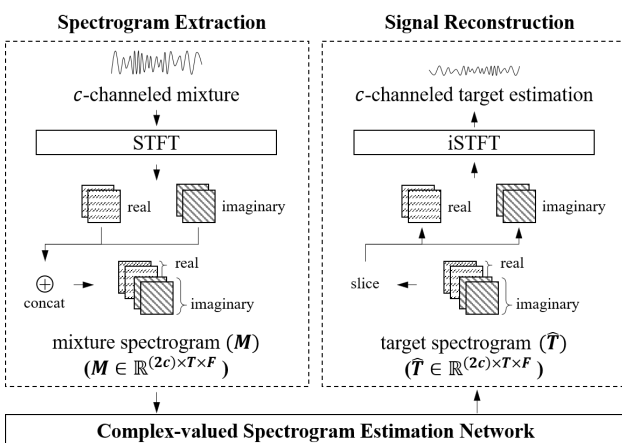 Spectrogram Extraction
c-channeled mixture
STFT
real
imaginary
concat
real
imaginary
mixture spectrogram (M)
(M ∈ ℝ^(2c)×T×F )
Signal Reconstruction
c-channeled target estimation
iSTFT
real
imaginary
slice
real
imaginary
target spectrogram (T̂)
(T̂ ∈ ℝ^(2c)×T×F )
Complex-valued Spectrogram Estimation Network